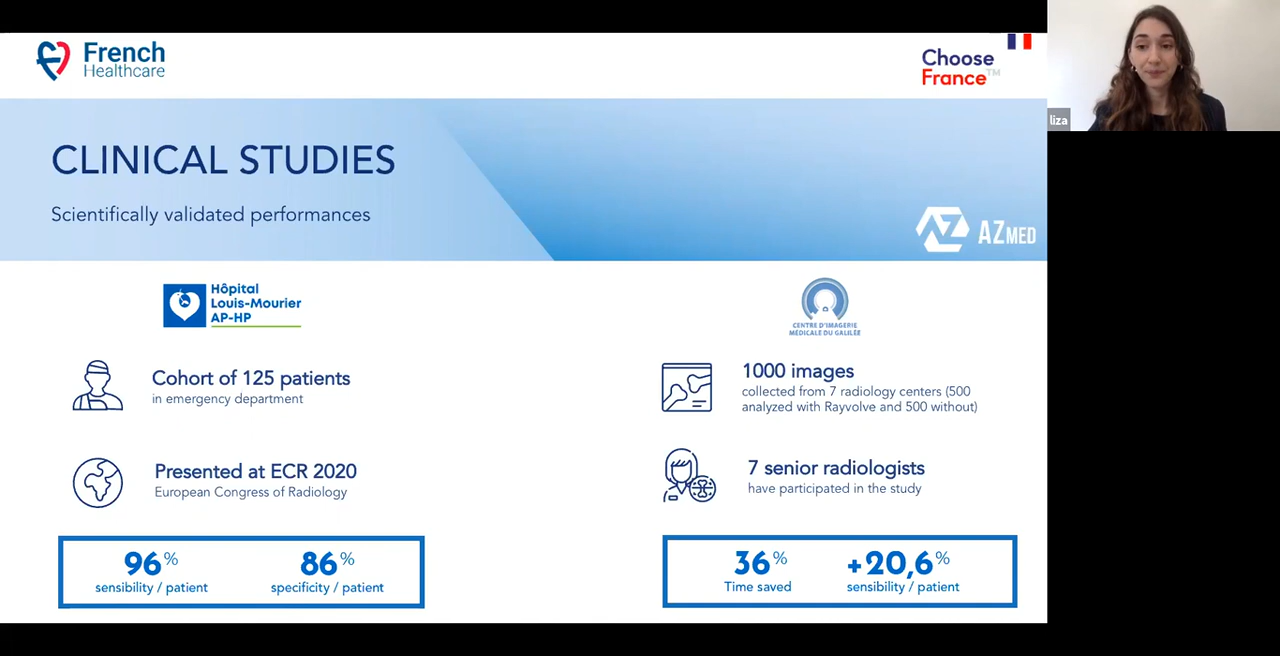 French
Healthcare
Choose
France™
liza
CLINICAL STUDIES
Scientifically validated performances
AZMED
Hôpital
Louis-Mourier
AP-HP
Cohort of 125 patients
in emergency department
Presented at ECR 2020
European Congress of Radiology
96%
sensibility / patient
86%
specificity / patient
CENTRE D'IMAGERIE
MÉDICALE DU GALILÉE
1000 images
collected from 7 radiology centers (500
analyzed with Rayvolve and 500 without)
7 senior radiologists
have participated in the study
36%
Time saved
+20,6%
sensibility / patient